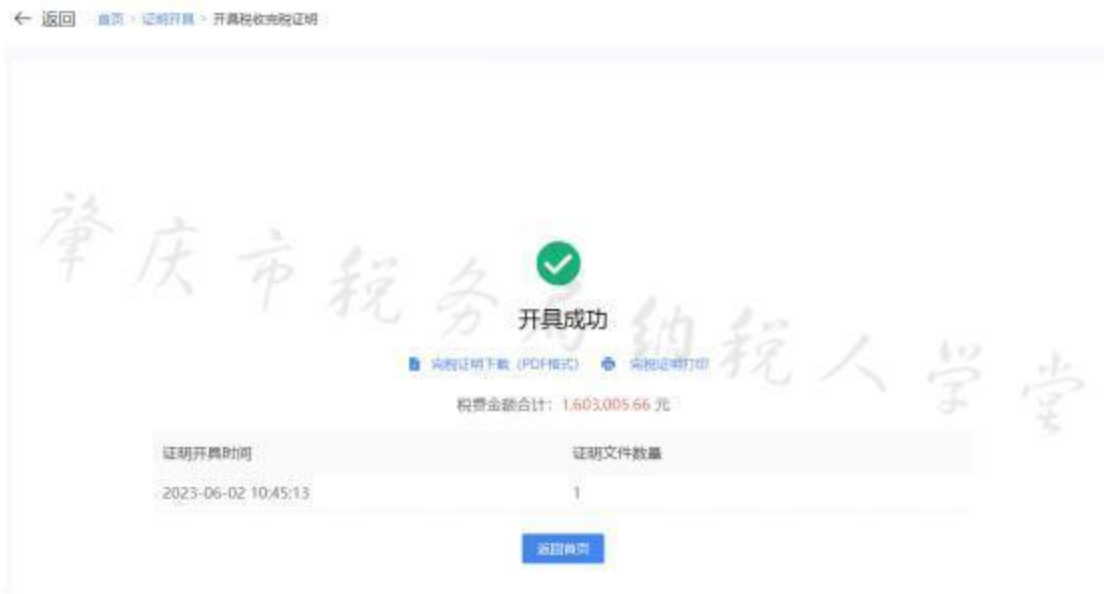 返回 首页 > 证明开具 > 开具税收完税证明
肇庆市税务局纳税人学堂
开具成功
完税证明下载 (PDF格式) 完税证明打印
税费金额合计: 1,603,005.66 元
证明开具时间 证明文件数量
2023-06-02 10:45:13 1
返回首页